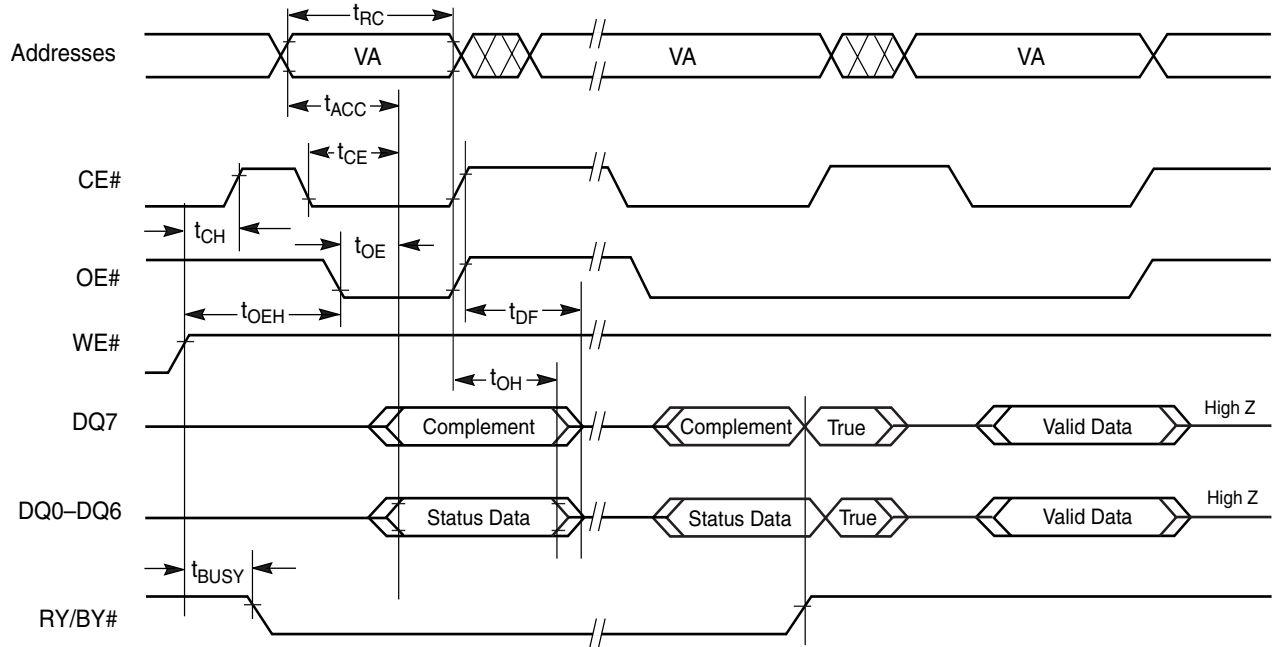 tRC
Addresses VA VA VA
tACC
tCE
CE#
tCH tOE
OE#
tOEH tDF
WE#
tOH
DQ7 Complement Complement True Valid Data High Z
DQ0–DQ6 Status Data Status Data True Valid Data High Z
tBUSY
RY/BY#